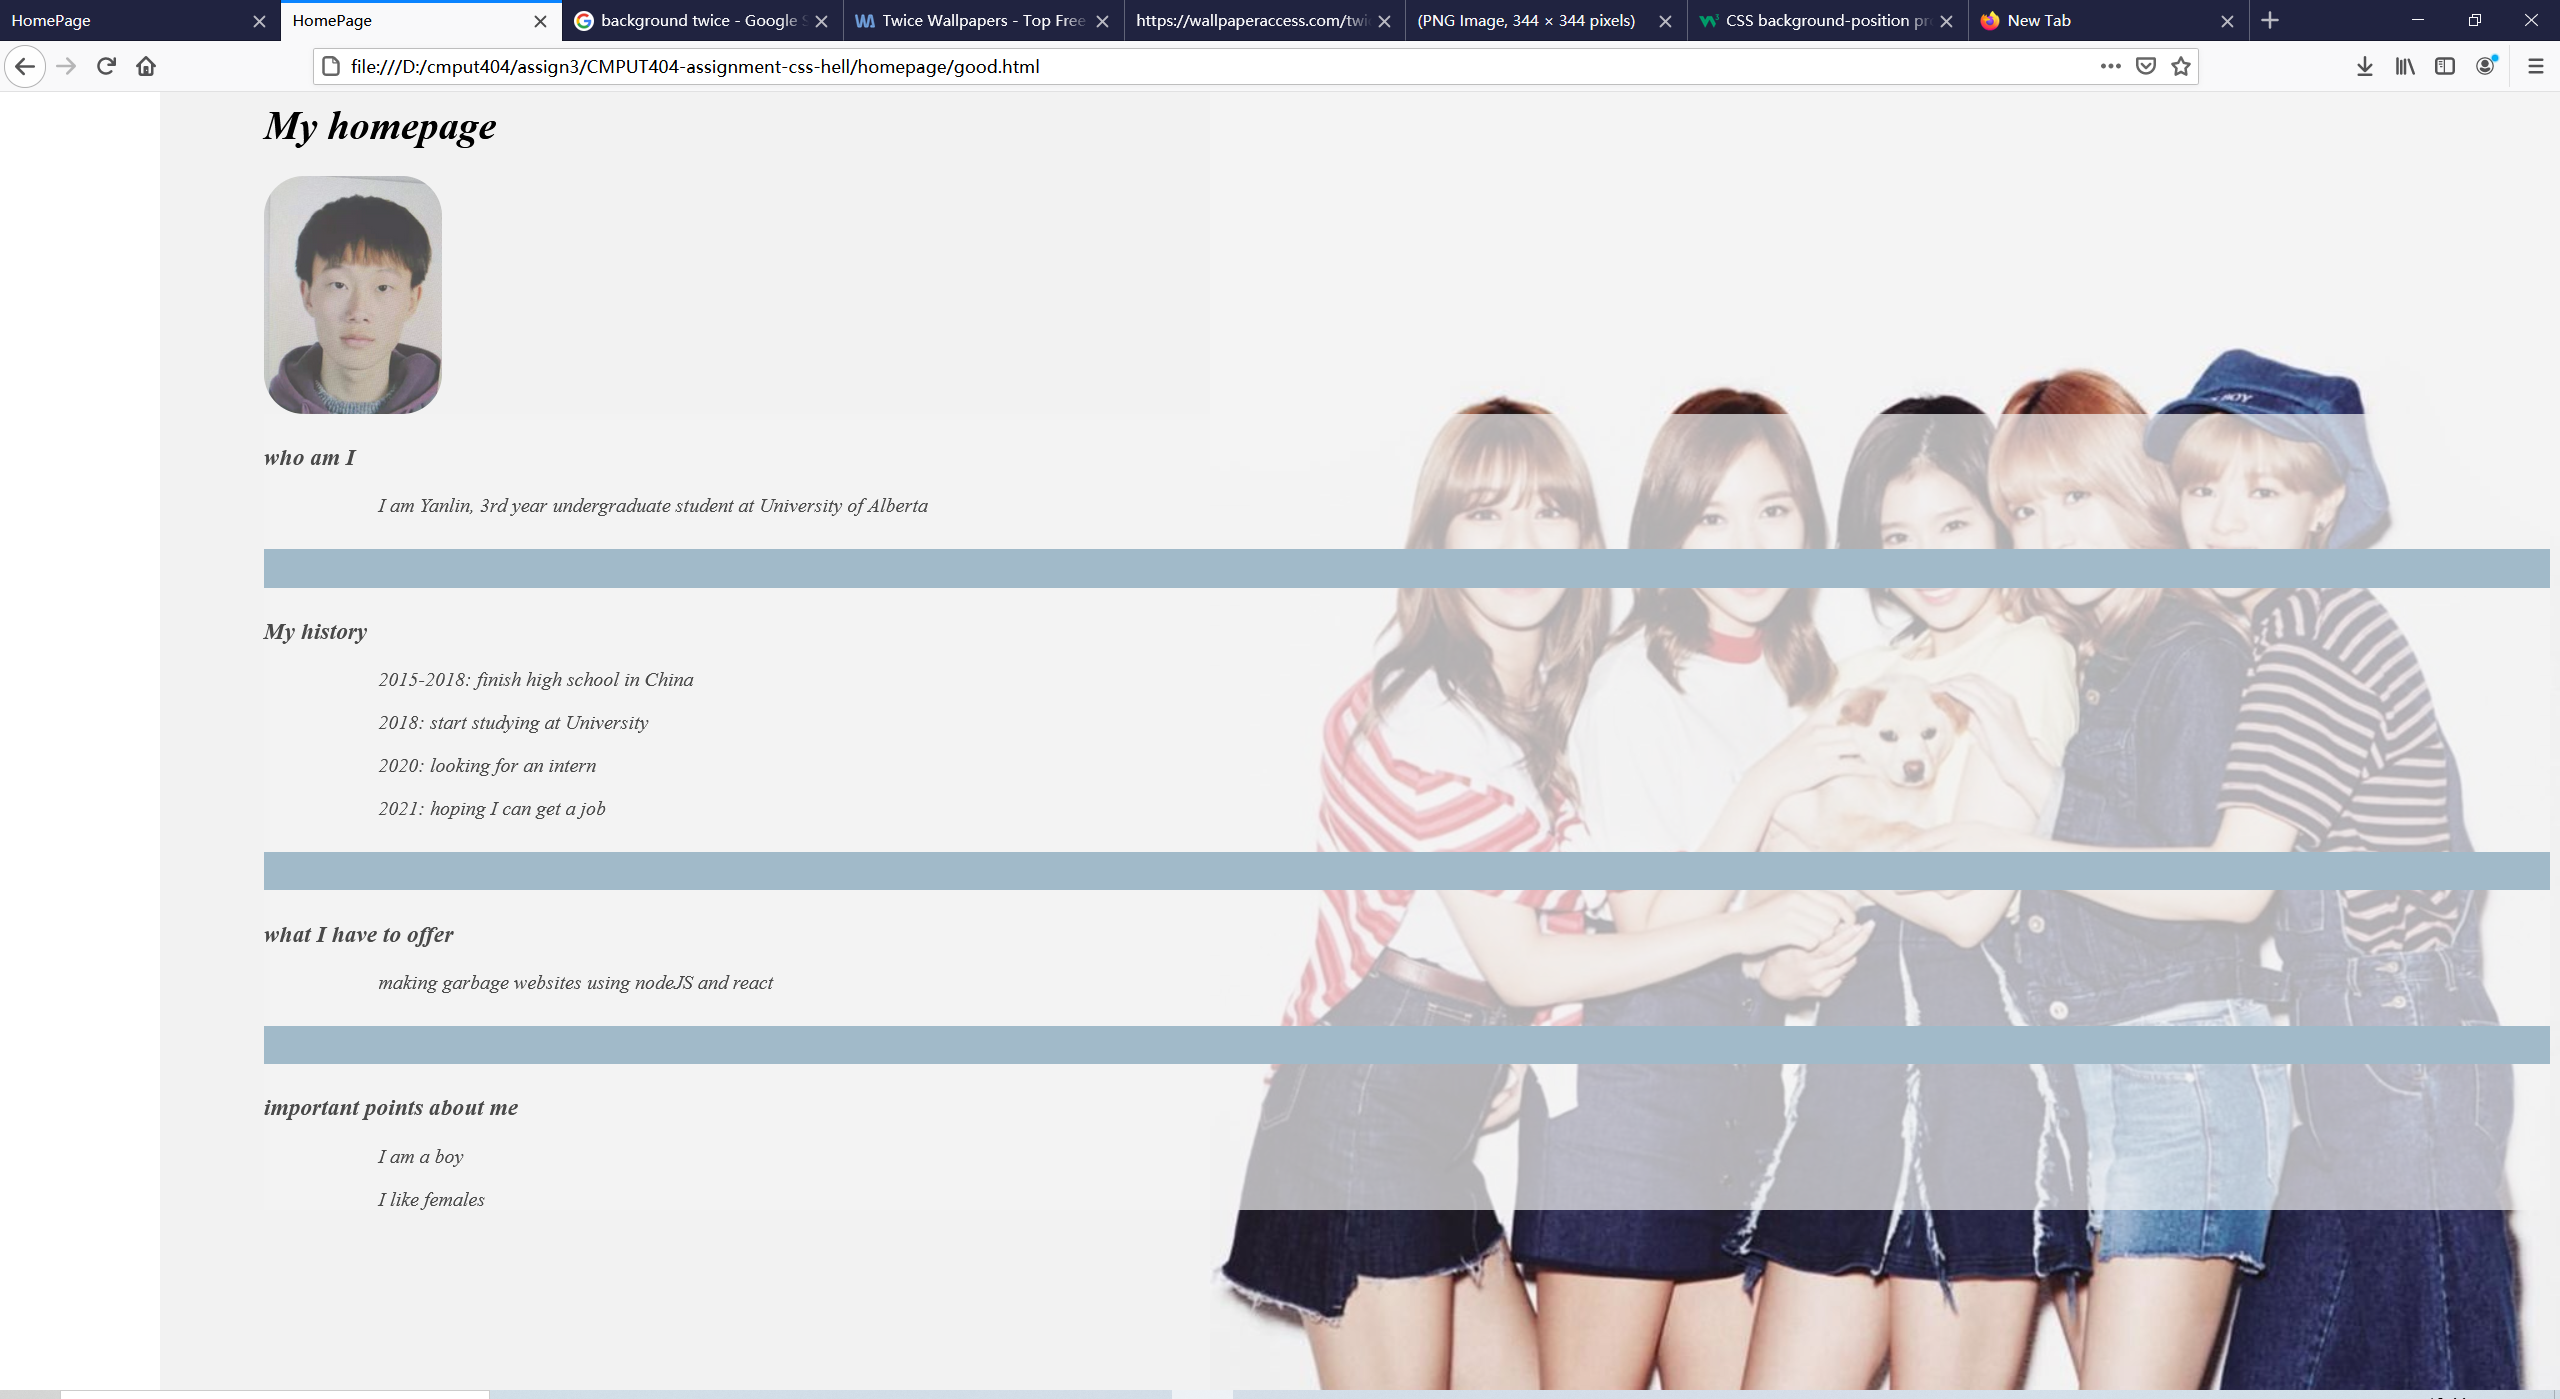 HomePage
HomePage
background twice - Google S
Twice Wallpapers - Top Free
https://wallpaperaccess.com/twi
(PNG Image, 344 × 344 pixels)
CSS background-position pr
New Tab
file:///D:/cmput404/assign3/CMPUT404-assignment-css-hell/homepage/good.html
My homepage
who am I
I am Yanlin, 3rd year undergraduate student at University of Alberta
My history
2015-2018: finish high school in China
2018: start studying at University
2020: looking for an intern
2021: hoping I can get a job
what I have to offer
making garbage websites using nodeJS and react
important points about me
I am a boy
I like females